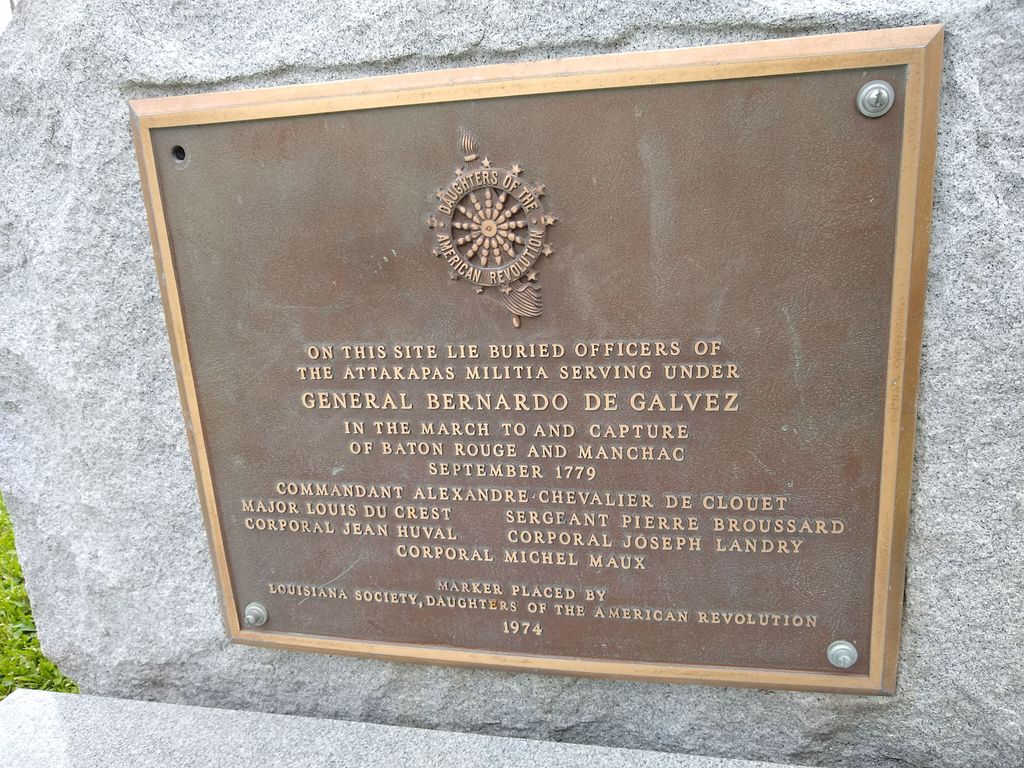 DAUGHTERS OF THE
AMERICAN REVOLUTION
ON THIS SITE LIE BURIED OFFICERS OF
THE ATTAKAPAS MILITIA SERVING UNDER
GENERAL BERNARDO DE GALVEZ
IN THE MARCH TO AND CAPTURE
OF BATON ROUGE AND MANCHAC
SEPTEMBER 1779
COMMANDANT ALEXANDRE-CHEVALIER DE CLOUET
MAJOR LOUIS DU CREST SERGEANT PIERRE BROUSSARD
CORPORAL JEAN HUVAL CORPORAL JOSEPH LANDRY
CORPORAL MICHEL MAUX
MARKER PLACED BY
LOUISIANA SOCIETY, DAUGHTERS OF THE AMERICAN REVOLUTION
1974